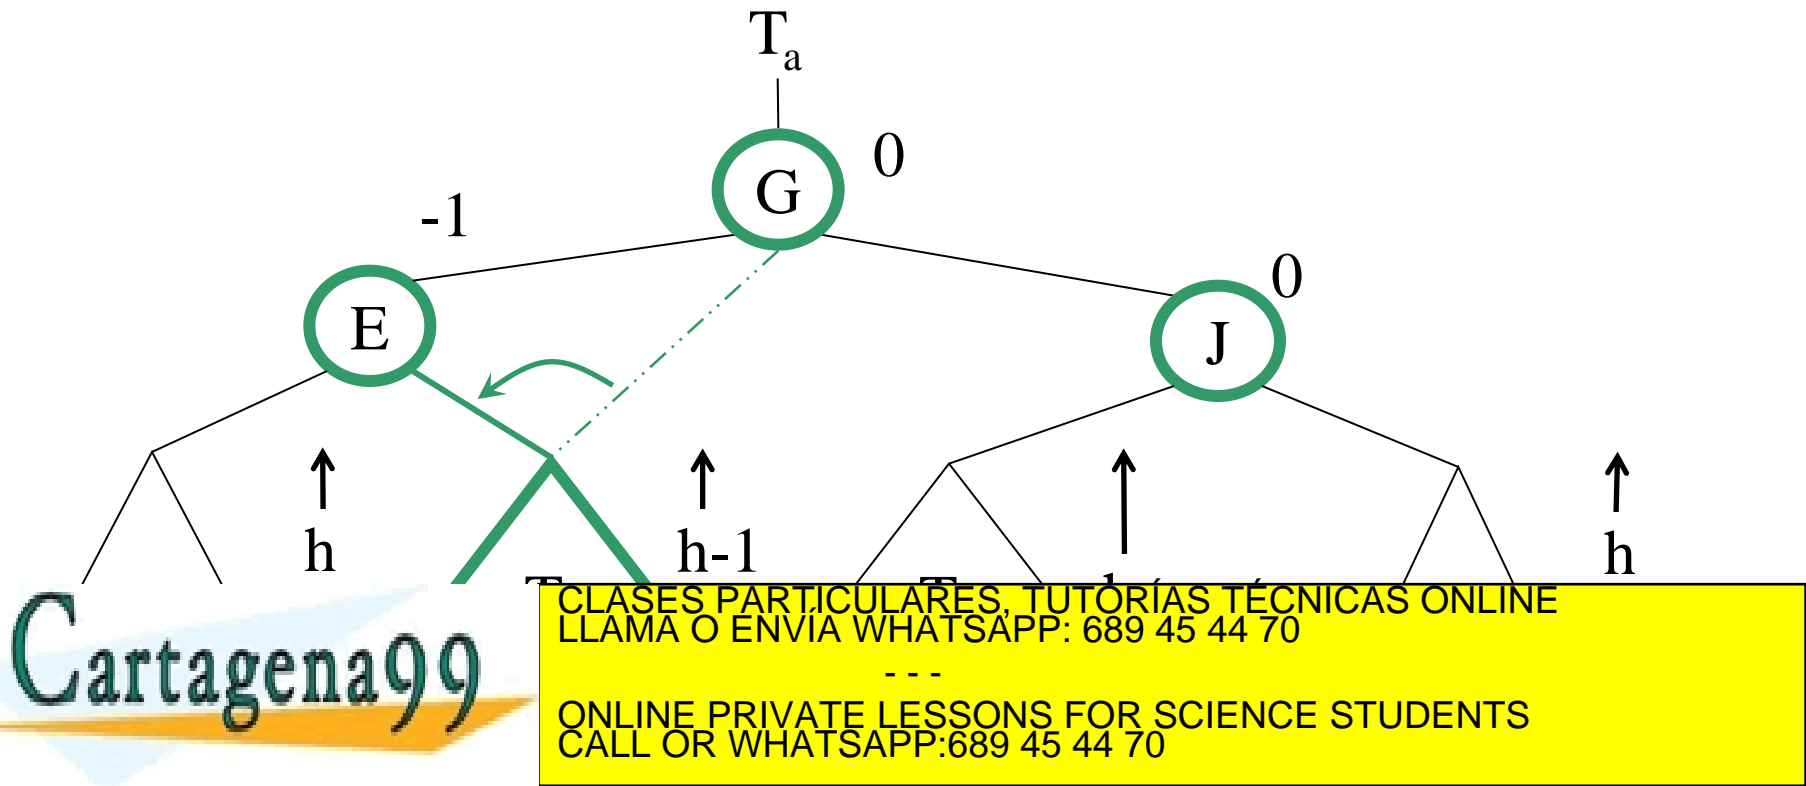 Ta
G
0
-1
E
0
J
h
h-1
h
Cartagena99
CLASES PARTICULARES, TUTORÍAS TÉCNICAS ONLINE
LLAMA O ENVÍA WHATSAPP: 689 45 44 70
- - -
ONLINE PRIVATE LESSONS FOR SCIENCE STUDENTS
CALL OR WHATSAPP:689 45 44 70